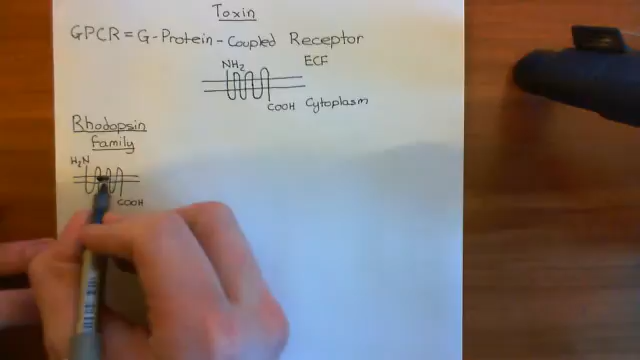 Toxin
GPCR = G-Protein-Coupled Receptor
NH2
ECF
COOH
Cytoplasm
Rhodopsin
Family
H2N
COOH